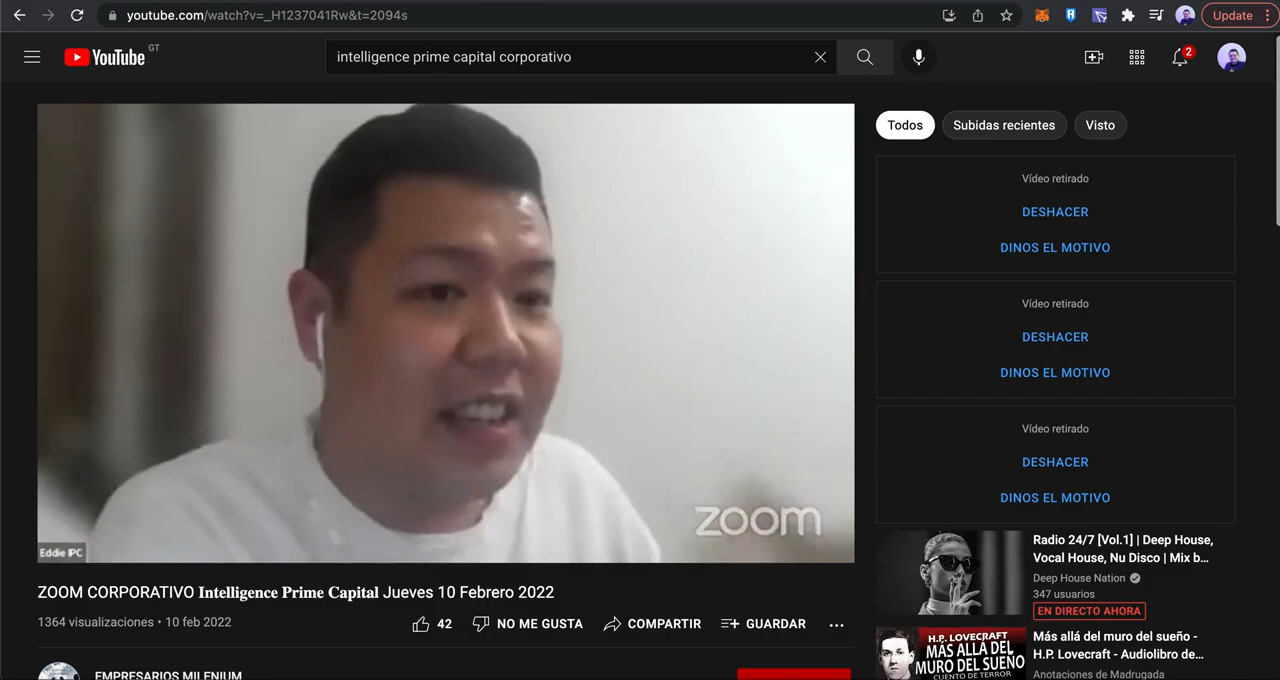 youtube.com/watch?v=_H1237041Rw&t=2094s
Update
YouTube GT
intelligence prime capital corporativo
2
zoom
Eddie IPC
ZOOM CORPORATIVO Intelligence Prime Capital Jueves 10 Febrero 2022
1364 visualizaciones • 10 feb 2022
42
NO ME GUSTA
COMPARTIR
GUARDAR
EMPRESARIOS MILENIUM
Todos
Subidas recientes
Visto
Vídeo retirado
DESHACER
DINOS EL MOTIVO
Vídeo retirado
DESHACER
DINOS EL MOTIVO
Vídeo retirado
DESHACER
DINOS EL MOTIVO
Radio 24/7 [Vol.1] | Deep House,
Vocal House, Nu Disco | Mix b...
Deep House Nation
347 usuarios
EN DIRECTO AHORA
H.P. LOVECRAFT
MÁS ALLÁ DEL
MURO DEL SUEÑO
CUENTO DE TERROR
Más allá del muro del sueño -
H.P. Lovecraft - Audiolibro de...
Anotaciones de Madrugada